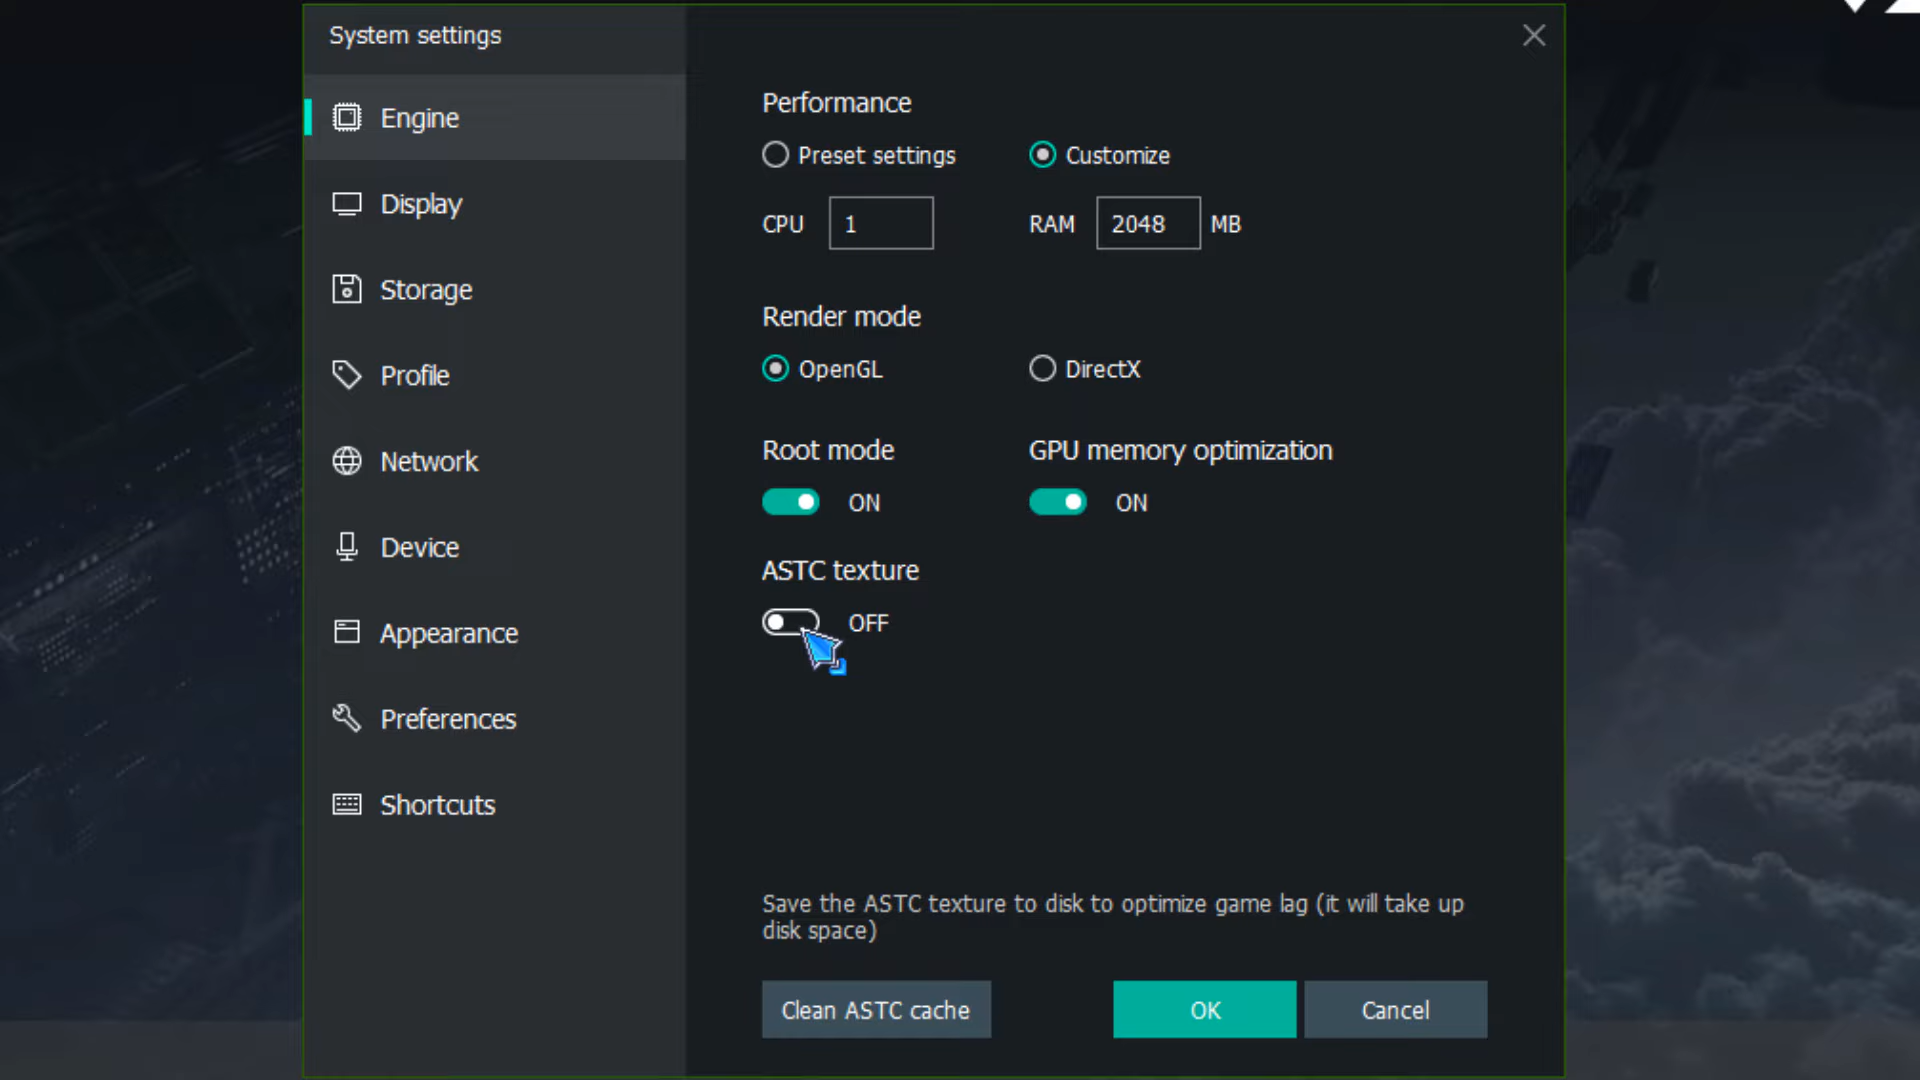 System settings
Engine
Display
Storage
Profile
Network
Device
Appearance
Preferences
Shortcuts
Performance
Preset settings
Customize
CPU 1
RAM 2048 MB
Render mode
OpenGL
DirectX
Root mode
GPU memory optimization
ON
ON
ASTC texture
OFF
Save the ASTC texture to disk to optimize game lag (it will take up
disk space)
Clean ASTC cache
OK
Cancel